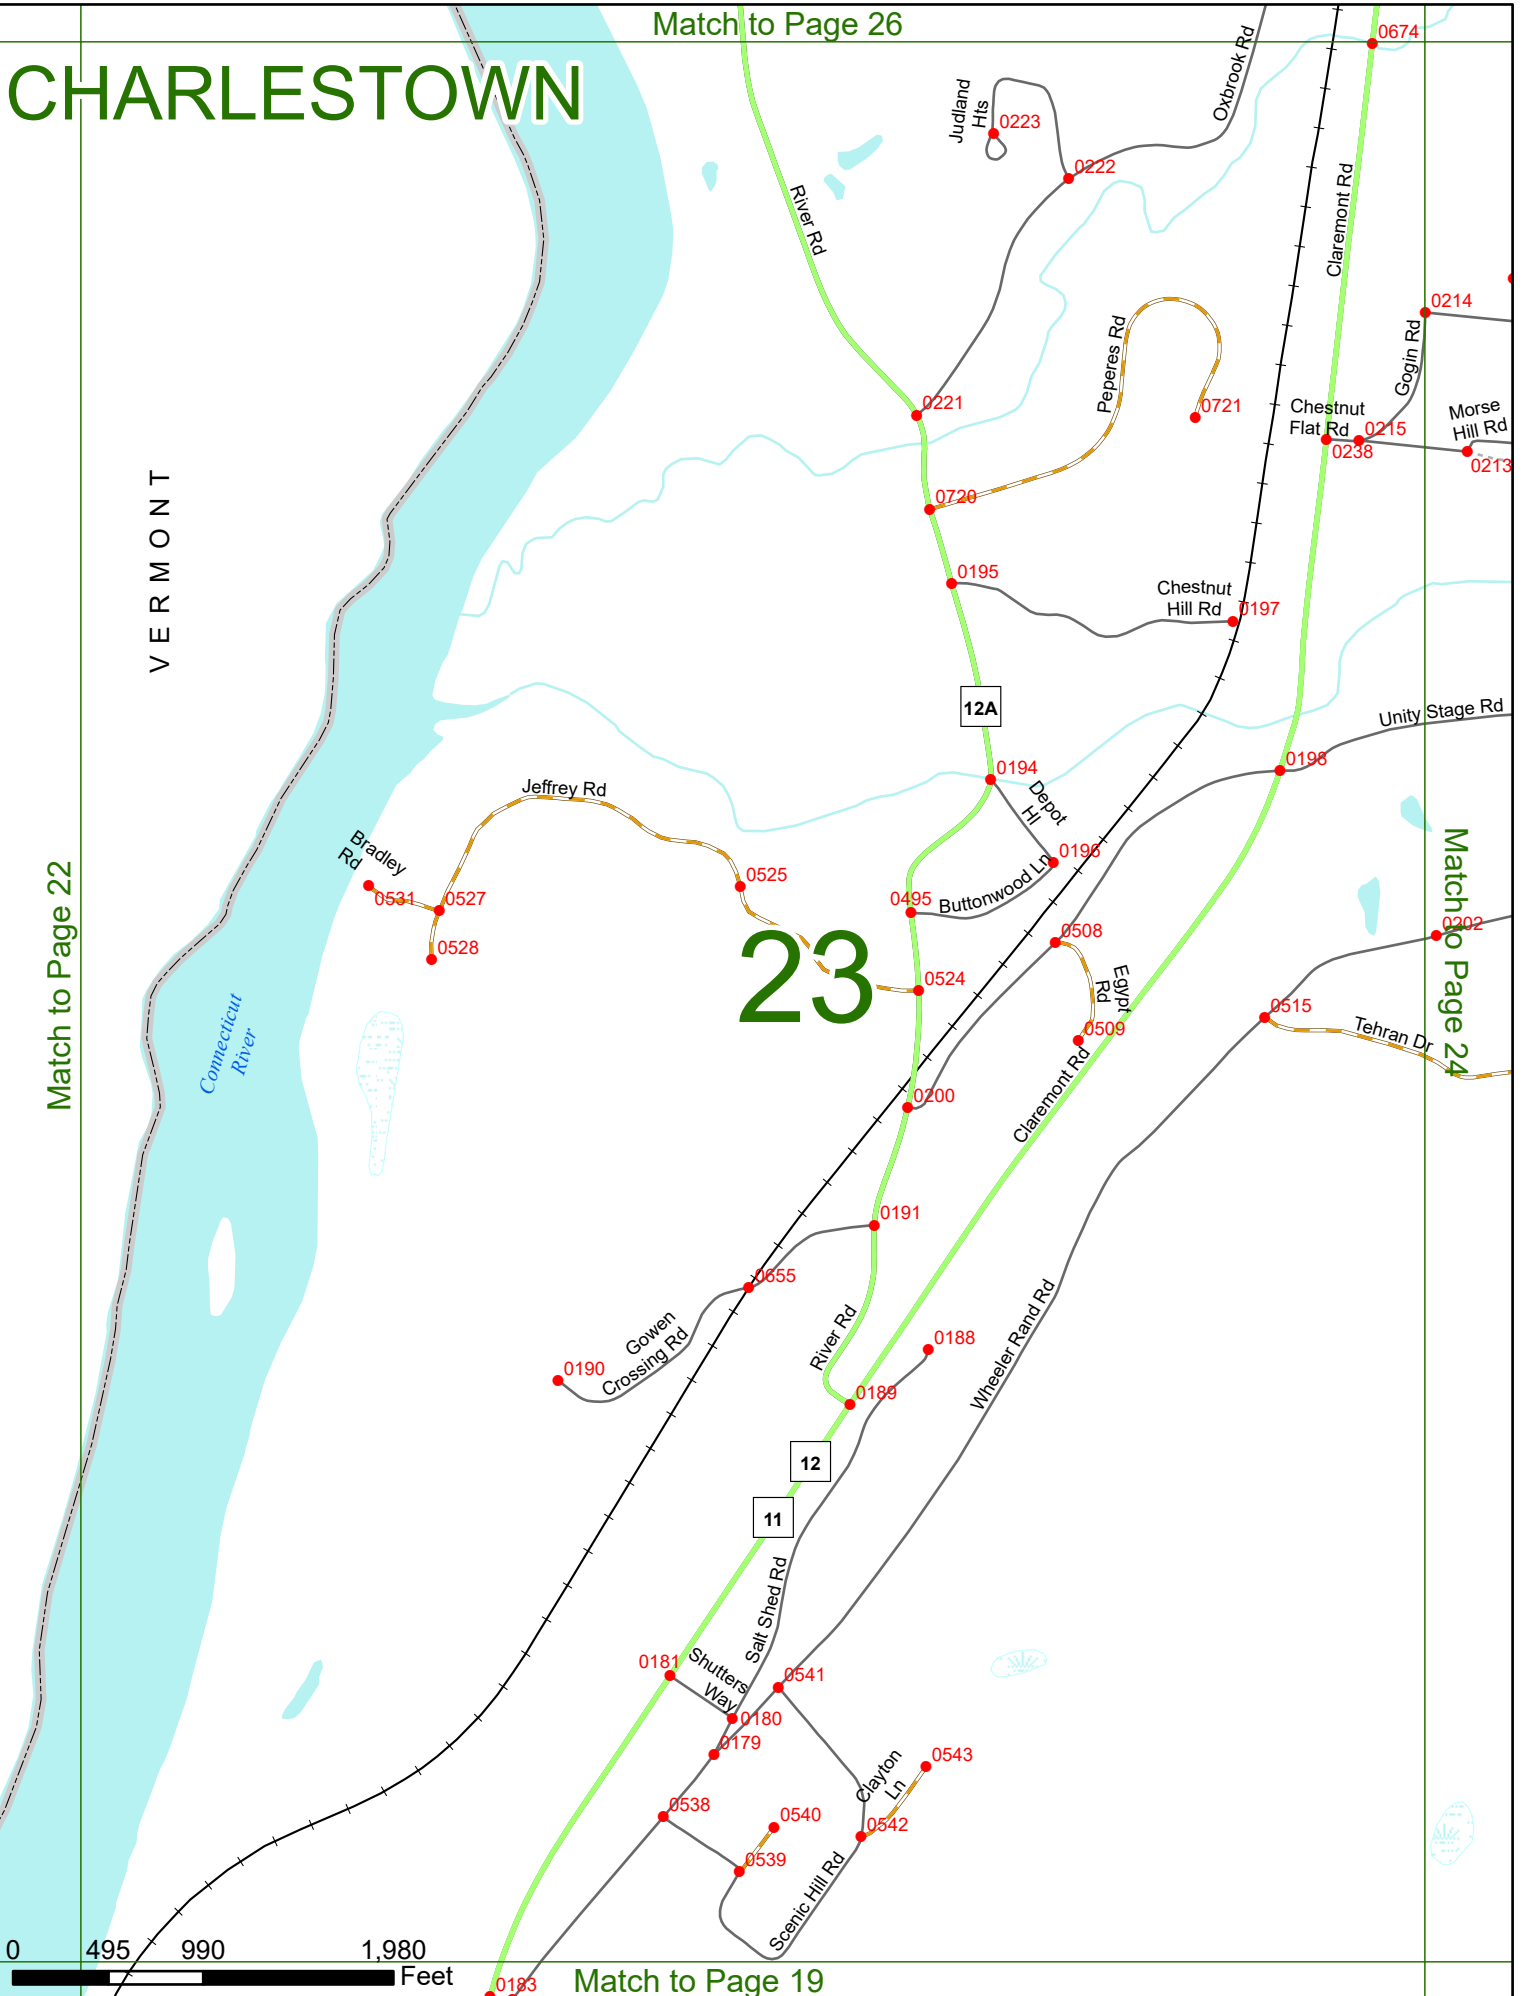 Match to Page 26
CHARLESTOWN
0674
Oxbrook Rd
Judland
Hts
0223
0222
Claremont Rd
River Rd
0214
Gogin Rd
Peperes Rd
0721
0221
Chestnut
Flat Rd
0215
0238
Morse
Hill Rd
0213
VERMONT
0720
0195
Chestnut
Hill Rd
0197
12A
Unity Stage Rd
0198
0194
Depot
Hl
Jeffrey Rd
Bradley
Rd
0531
0527
0528
0525
0196
Buttonwood Ln
0495
Match to Page 22
Match to Page 24
23
0508
0202
0524
Egypt
Rd
0509
0515
Tehran Dr
Connecticut
River
0200
Claremont Rd
0191
0655
Gowen
Crossing Rd
0190
River Rd
0188
0189
Wheeler Rand Rd
12
11
Salt Shed Rd
0181
Shutters
Way
0180
0541
0179
Clayton
Ln
0543
0538
0540
0542
0539
Scenic Hill Rd
0
495
990
1,980
Feet
0183
Match to Page 19